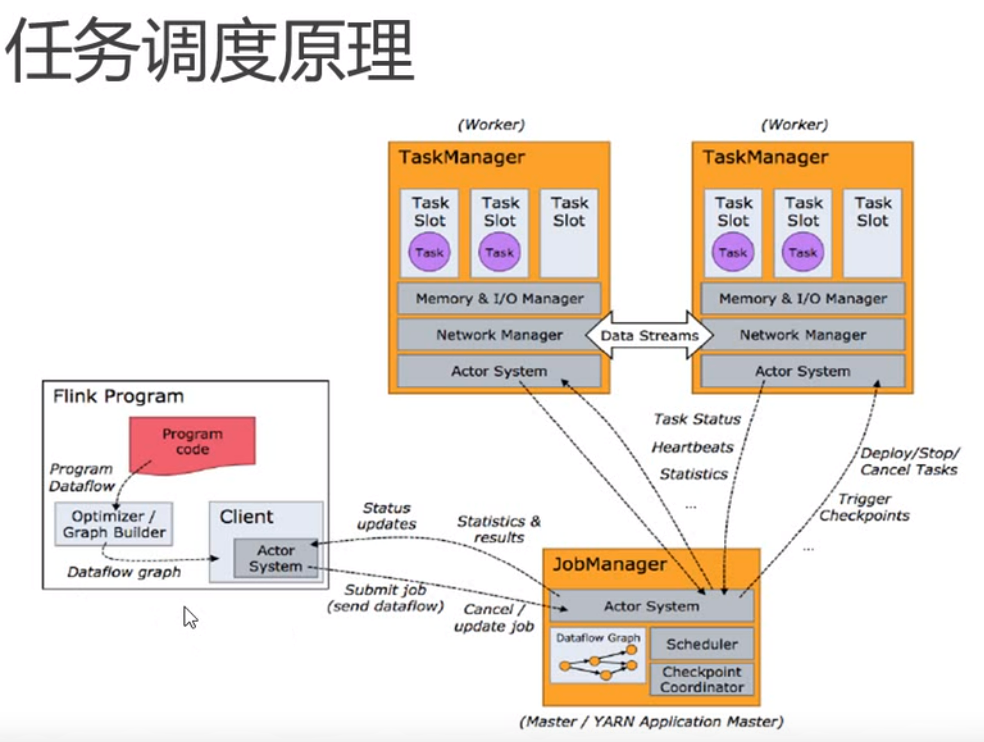 任务调度原理
(Worker)
TaskManager
Task
Slot
Task
Task
Slot
Task
Task
Slot
Memory & I/O Manager
Network Manager
Actor System
(Worker)
TaskManager
Task
Slot
Task
Task
Slot
Task
Task
Slot
Memory & I/O Manager
Network Manager
Actor System
Data Streams
Flink Program
Program
code
Program
Dataflow
Optimizer /
Graph Builder
Dataflow graph
Client
Actor
System
Status
updates
Statistics &
results
Submit job
(send dataflow)
Cancel /
update job
Task Status
Heartbeats
Statistics
...
Deploy/Stop/
Cancel Tasks
Trigger
Checkpoints
...
JobManager
Actor System
Dataflow Graph
Scheduler
Checkpoint
Coordinator
(Master / YARN Application Master)